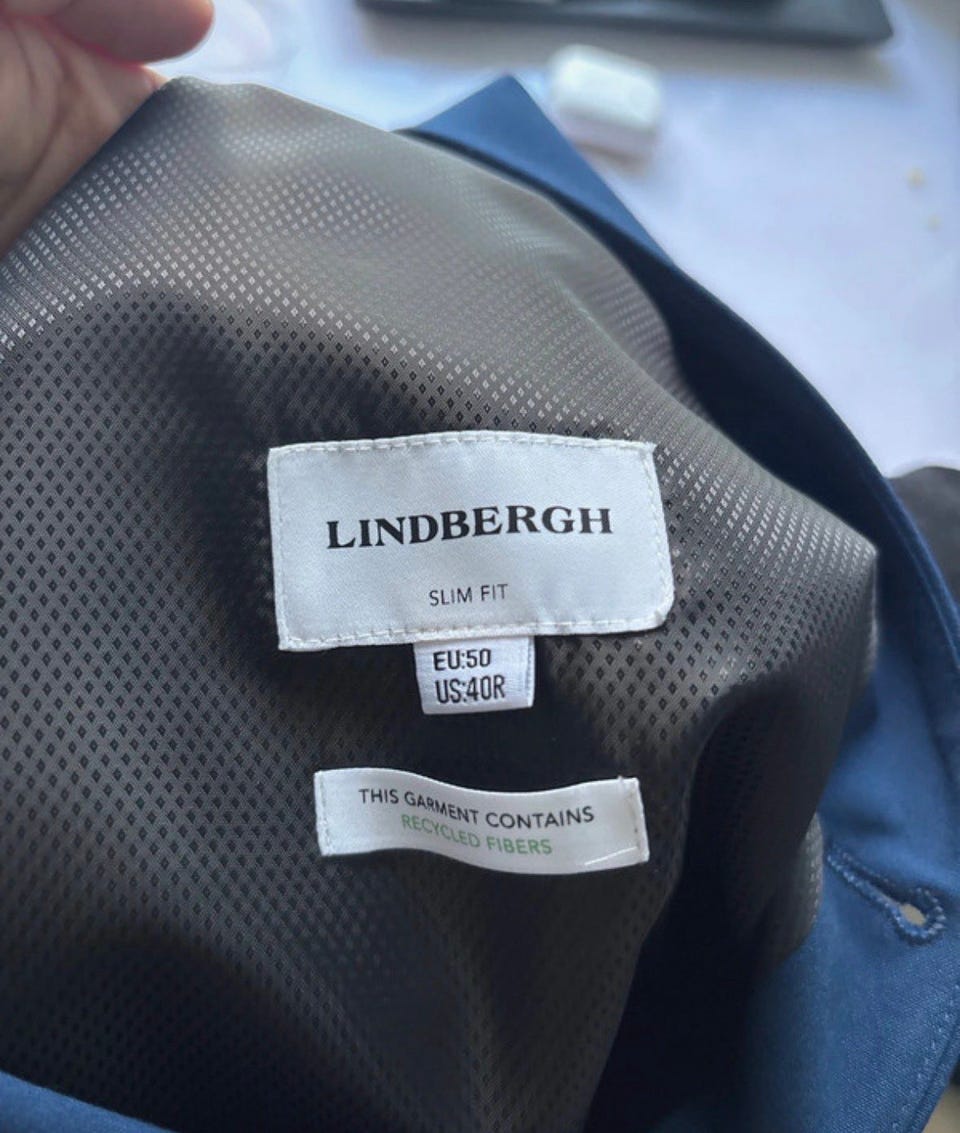 LINDBERGH
SLIM FIT
EU:50
US:40R
THIS GARMENT CONTAINS
RECYCLED FIBERS